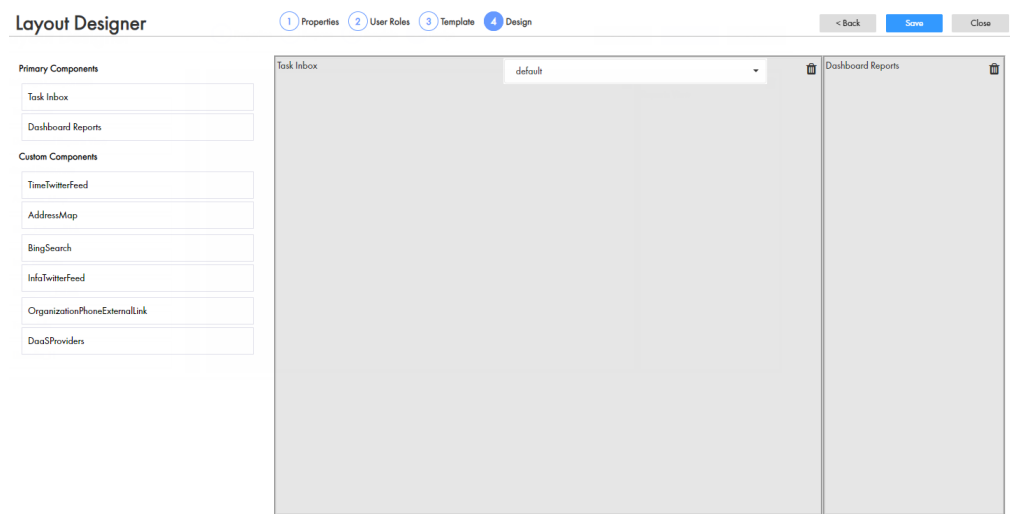 Layout Designer
1 Properties 2 User Roles 3 Template 4 Design
< Back Save Close
Primary Components
Task Inbox
Dashboard Reports
Custom Components
TimeTwitterFeed
AddressMap
BingSearch
InfaTwitterFeed
OrganizationPhoneExternalLink
DaaSProviders
Task Inbox default
Dashboard Reports